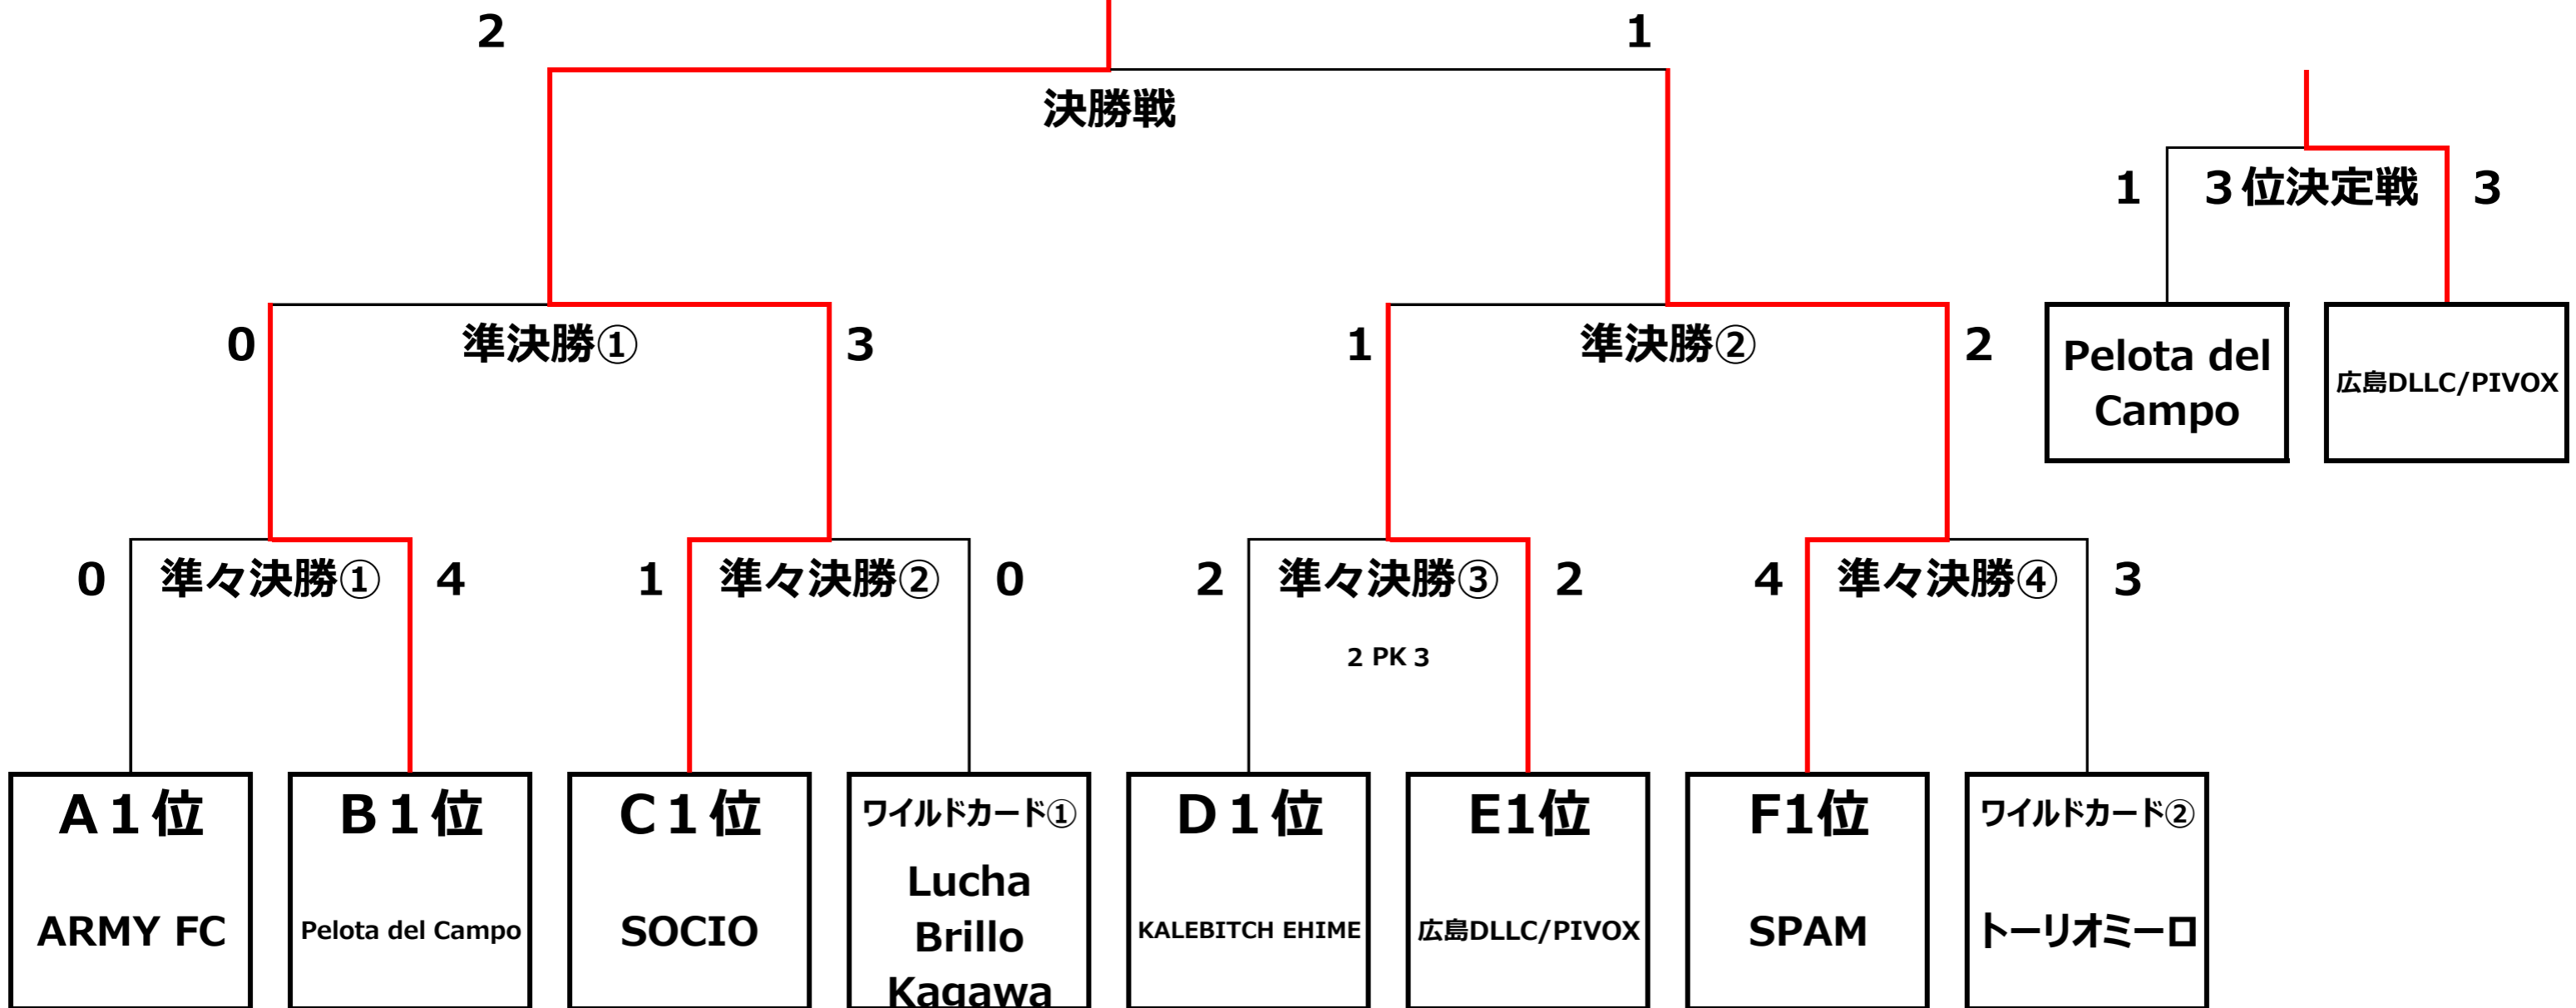 2
1
決勝戦
1
３位決定戦
3
0
準決勝①
3
1
準決勝②
2
Pelota del
Campo
広島DLLC/PIVOX
0
準々決勝①
4
1
準々決勝②
0
2
準々決勝③
2
4
準々決勝④
3
2 PK 3
A１位
B１位
C１位
ワイルドカード①
D１位
E1位
F1位
ワイルドカード②
ARMY FC
Pelota del Campo
SOCIO
Lucha
Brillo
Kagawa
KALEBITCH EHIME
広島DLLC/PIVOX
SPAM
トーリオミーロ